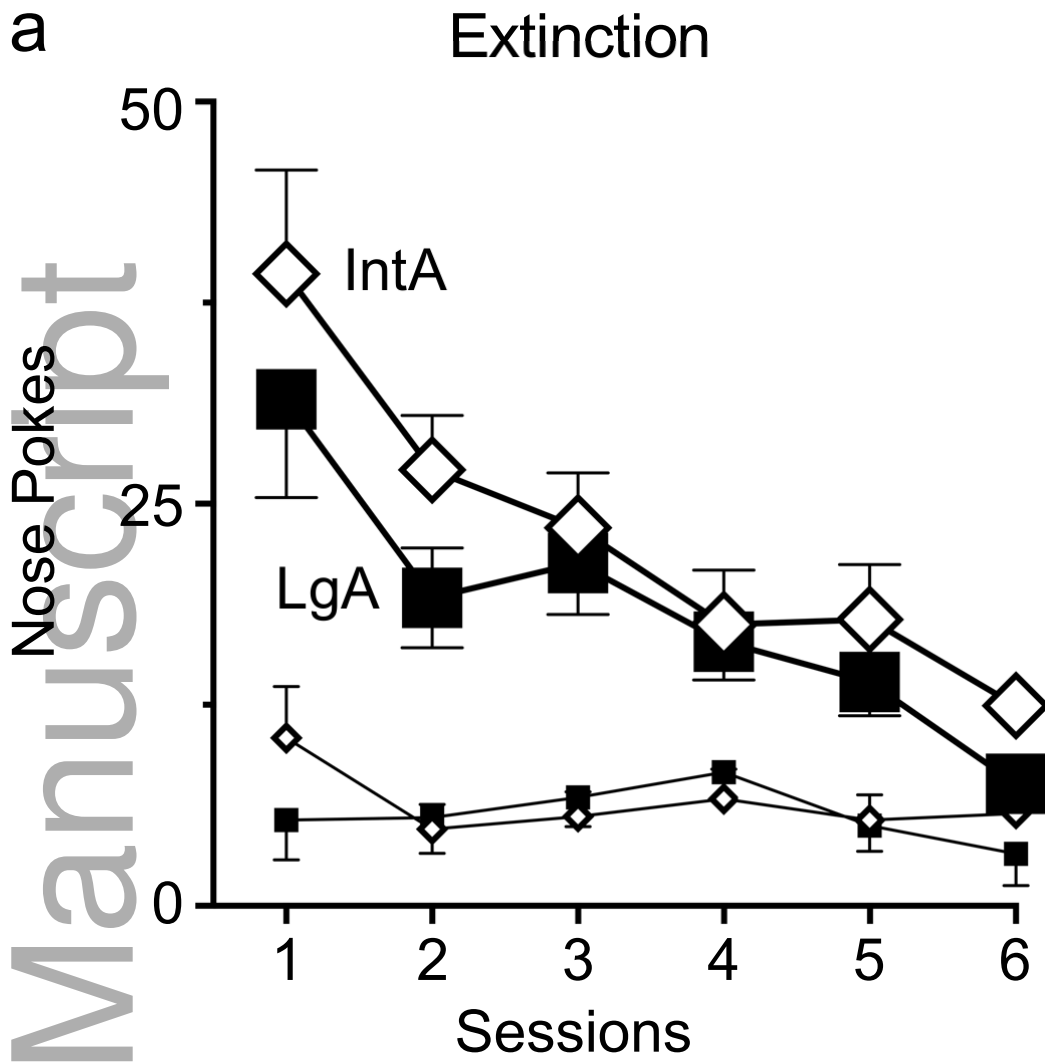 a
Extinction
50
IntA
Nose Pokes
25
LgA
0
1 2 3 4 5 6
Sessions
Manuscript